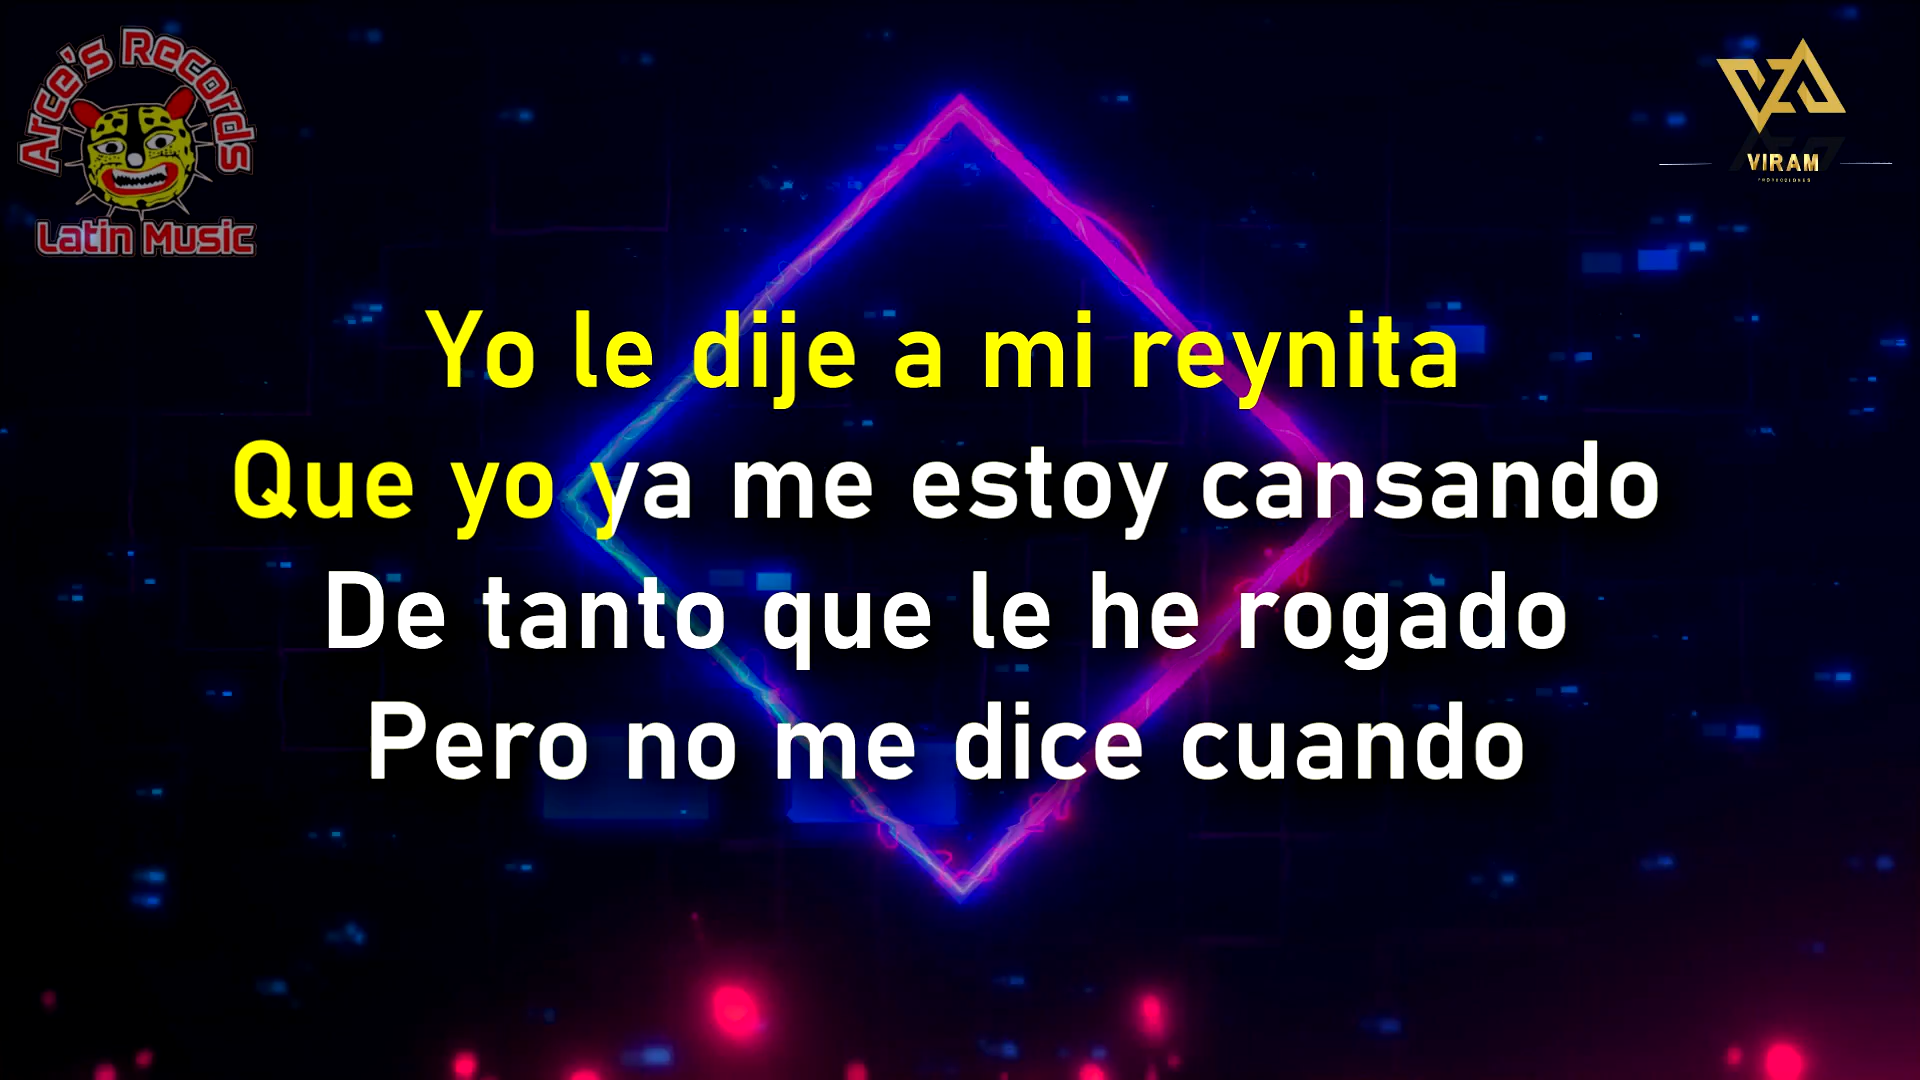 Arce's Records
Latin Music
VIRAM
PRODUCCIONES
Yo le dije a mi reynita
Que yo ya me estoy cansando
De tanto que le he rogado
Pero no me dice cuando